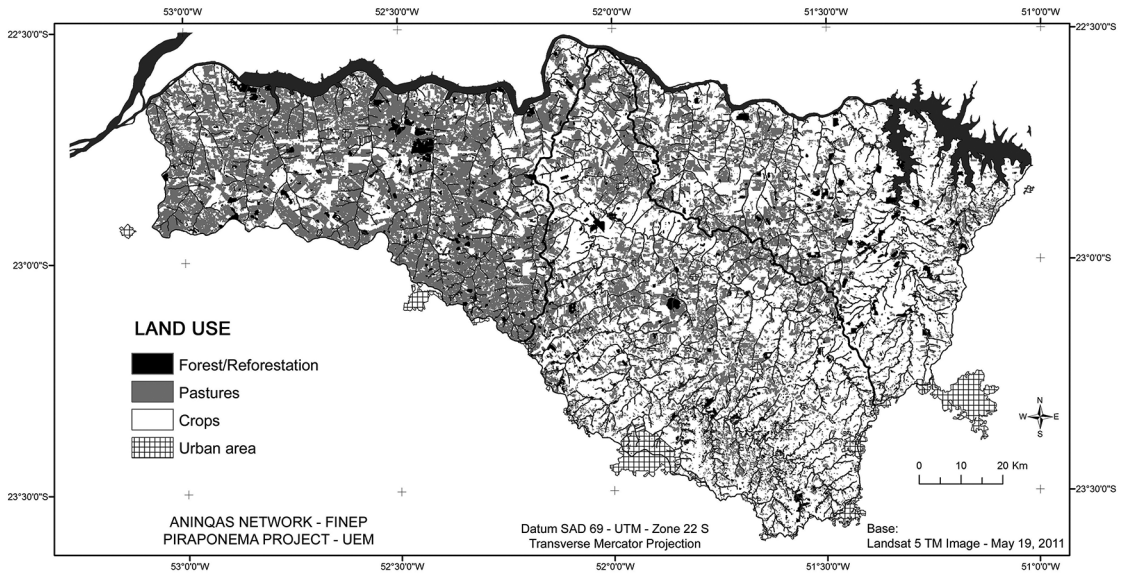 53°0'0"W 52°30'0"W 52°0'0"W 51°30'0"W 51°0'0"W
22°30'0"S 22°30'0"S
23°0'0"S 23°0'0"S
LAND USE
Forest/Reforestation
Pastures
Crops
Urban area
N
W E
S
0 10 20 Km
23°30'0"S 23°30'0"S
ANINQAS NETWORK - FINEP
PIRAPONEMA PROJECT - UEM
Datum SAD 69 - UTM - Zone 22 S
Transverse Mercator Projection
Base:
Landsat 5 TM Image - May 19, 2011
53°0'0"W 52°30'0"W 52°0'0"W 51°30'0"W 51°0'0"W